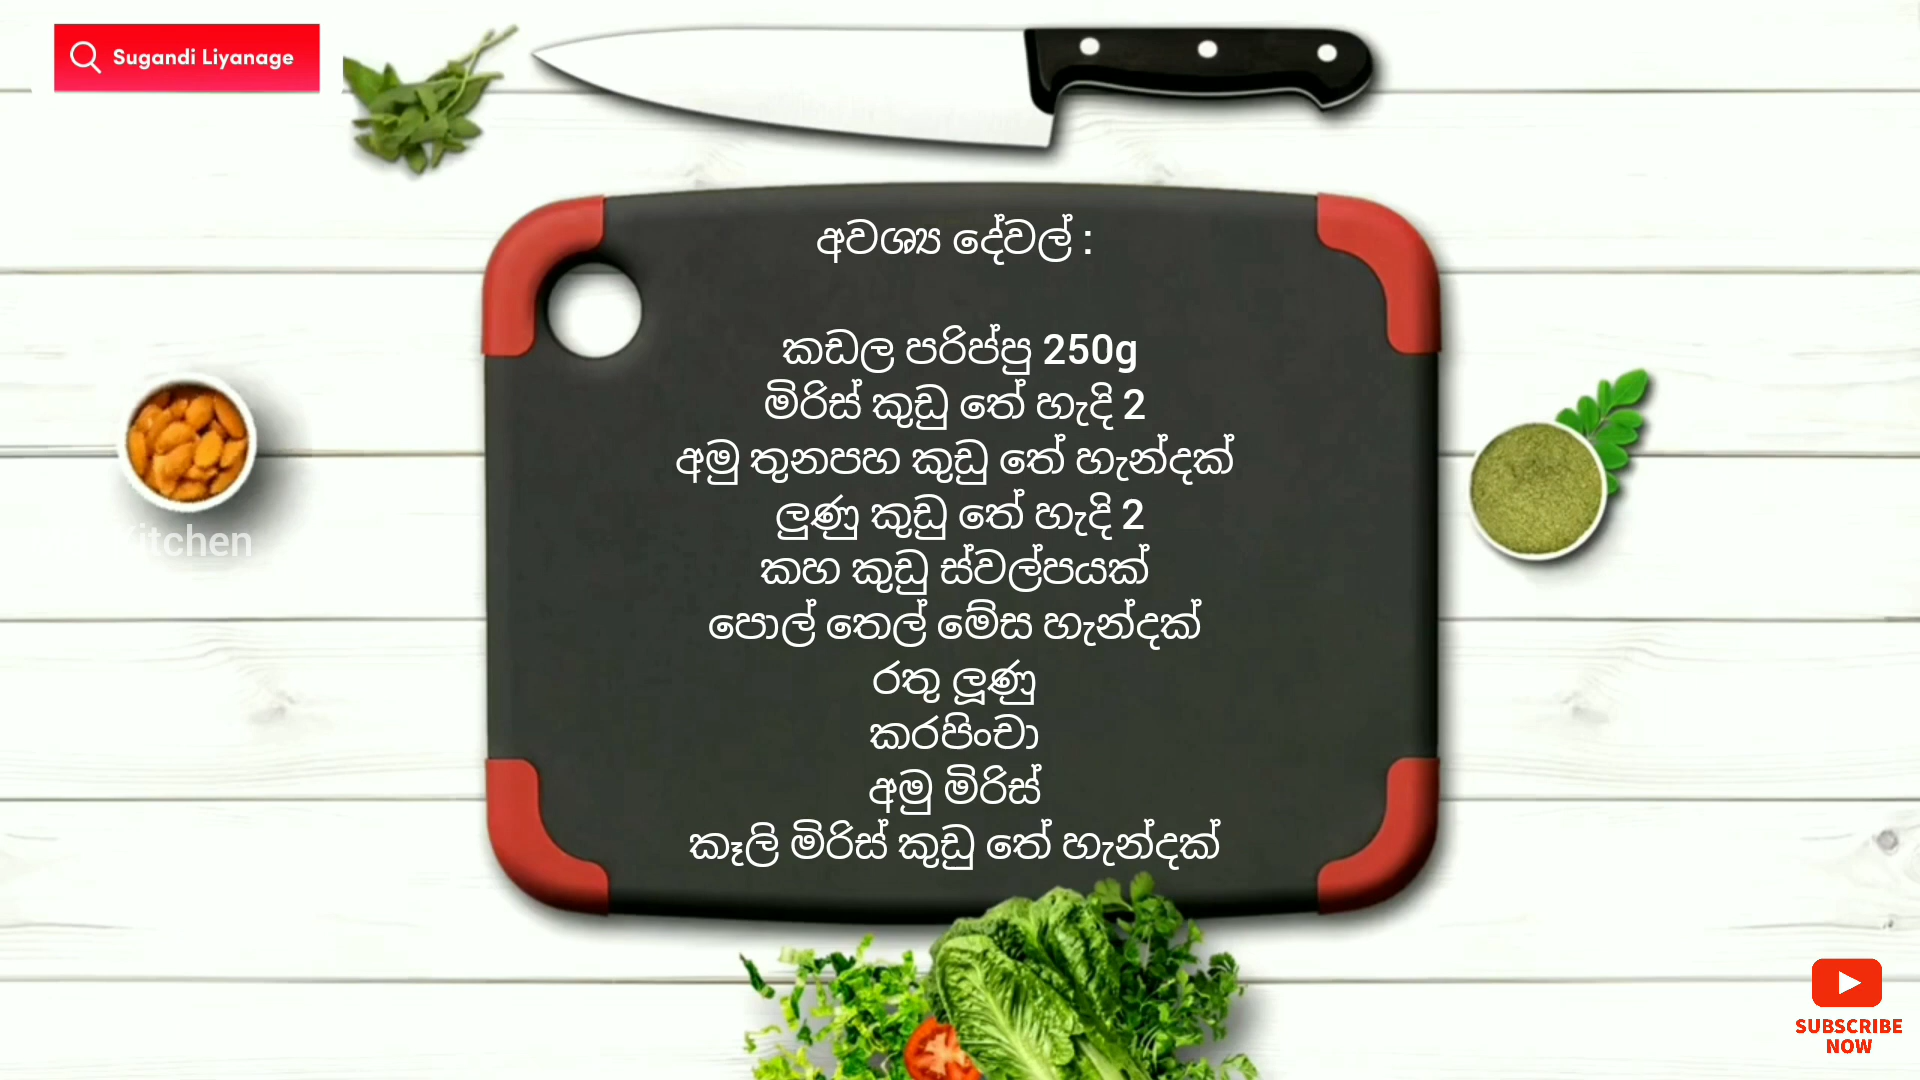 Sugandi Liyanage
අවශ්‍ය දේවල් :
කඩල පරිප්පු 250g
මිරිස් කුඩු තේ හැදි 2
අමු තුනපහ කුඩු තේ හැන්දක්
ලුණු කුඩු තේ හැදි 2
කහ කුඩු ස්වල්පයක්
පොල් තෙල් මේස හැන්දක්
රතු ලූණු
කරපිංචා
අමු මිරිස්
කෑලි මිරිස් කුඩු තේ හැන්දක්
Kitchen
SUBSCRIBE
NOW